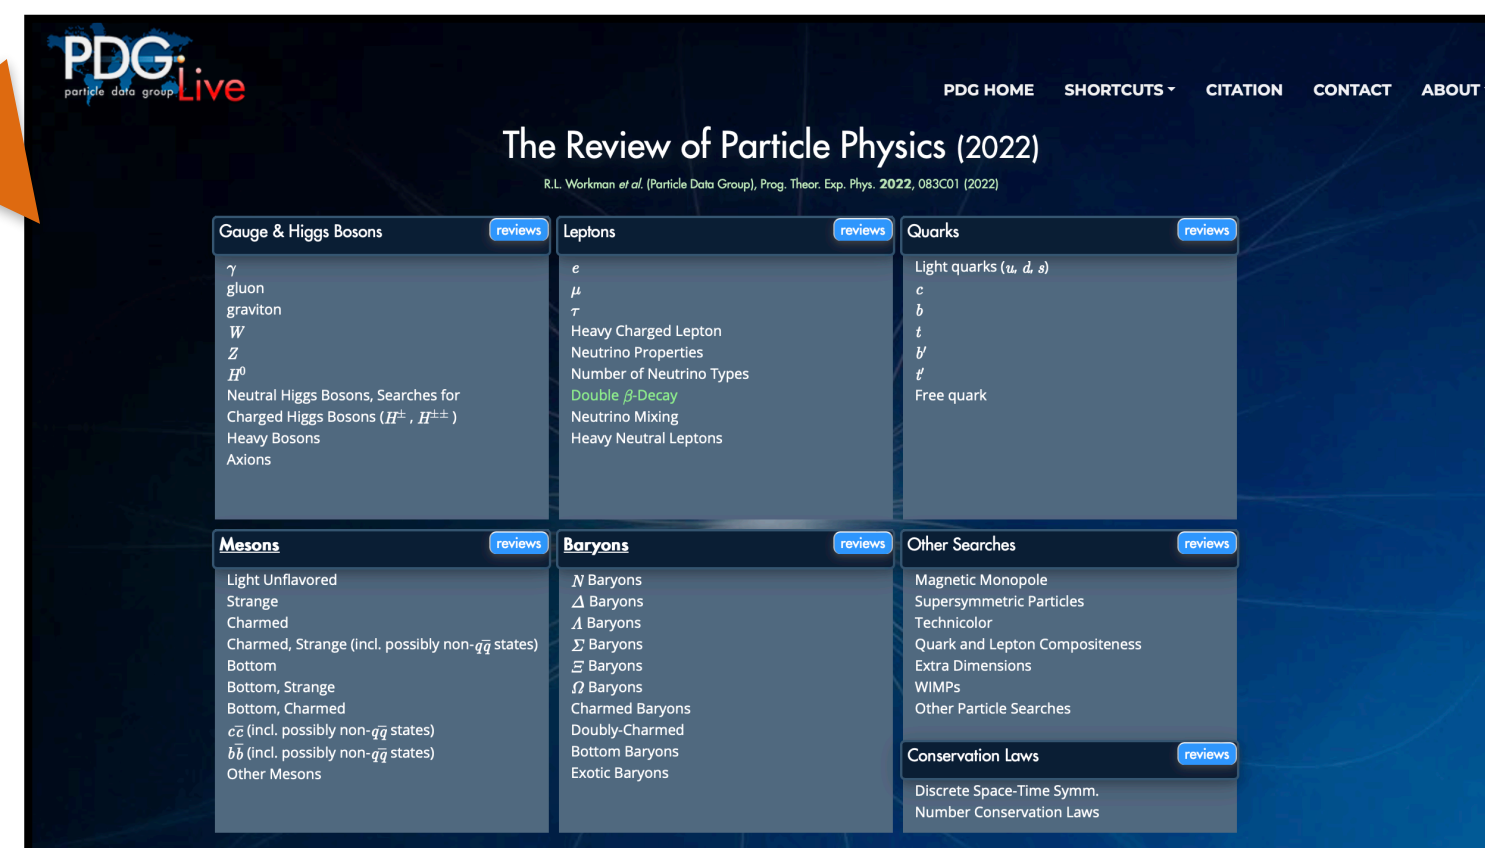 PDG Live
particle data group
PDG HOME SHORTCUTS CITATION CONTACT ABOUT
The Review of Particle Physics (2022)
R.L. Workman et al. (Particle Data Group), Prog. Theor. Exp. Phys. 2022, 083C01 (2022)
Gauge & Higgs Bosons reviews
γ
gluon
graviton
W
Z
H⁰
Neutral Higgs Bosons, Searches for
Charged Higgs Bosons (H±, H±±)
Heavy Bosons
Axions
Leptons reviews
e
μ
τ
Heavy Charged Lepton
Neutrino Properties
Number of Neutrino Types
Double β-Decay
Neutrino Mixing
Heavy Neutral Leptons
Quarks reviews
Light quarks (u, d, s)
c
b
t
b′
t′
Free quark
Mesons reviews
Light Unflavored
Strange
Charmed
Charmed, Strange (incl. possibly non-qq̅ states)
Bottom
Bottom, Strange
Bottom, Charmed
cc̅ (incl. possibly non-qq̅ states)
bb̅ (incl. possibly non-qq̅ states)
Other Mesons
Baryons reviews
N Baryons
Δ Baryons
Λ Baryons
Σ Baryons
Ξ Baryons
Ω Baryons
Charmed Baryons
Doubly-Charmed
Bottom Baryons
Exotic Baryons
Other Searches reviews
Magnetic Monopole
Supersymmetric Particles
Technicolor
Quark and Lepton Compositeness
Extra Dimensions
WIMPs
Other Particle Searches
Conservation Laws reviews
Discrete Space-Time Symm.
Number Conservation Laws